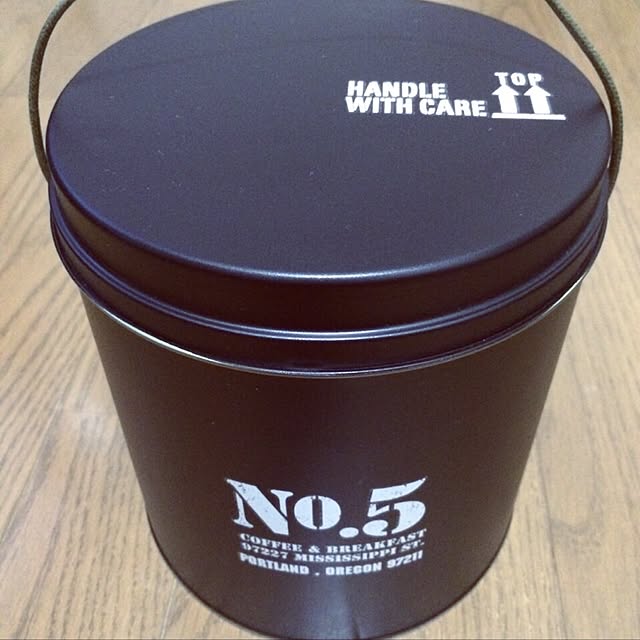 TOP
HANDLE
WITH CARE
No.5
COFFEE & BREAKFAST
97227 MISSISSIPPI ST.
PORTLAND . OREGON 97211